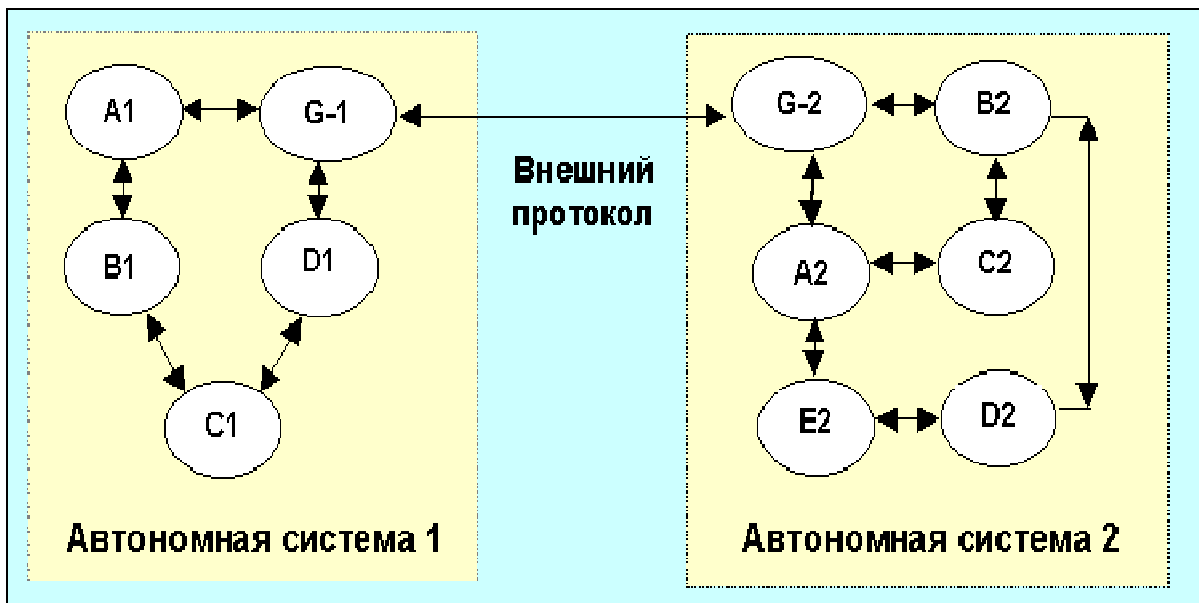 A1
G-1
B1
D1
C1
Автономная система 1
Внешний
протокол
G-2
B2
A2
C2
E2
D2
Автономная система 2